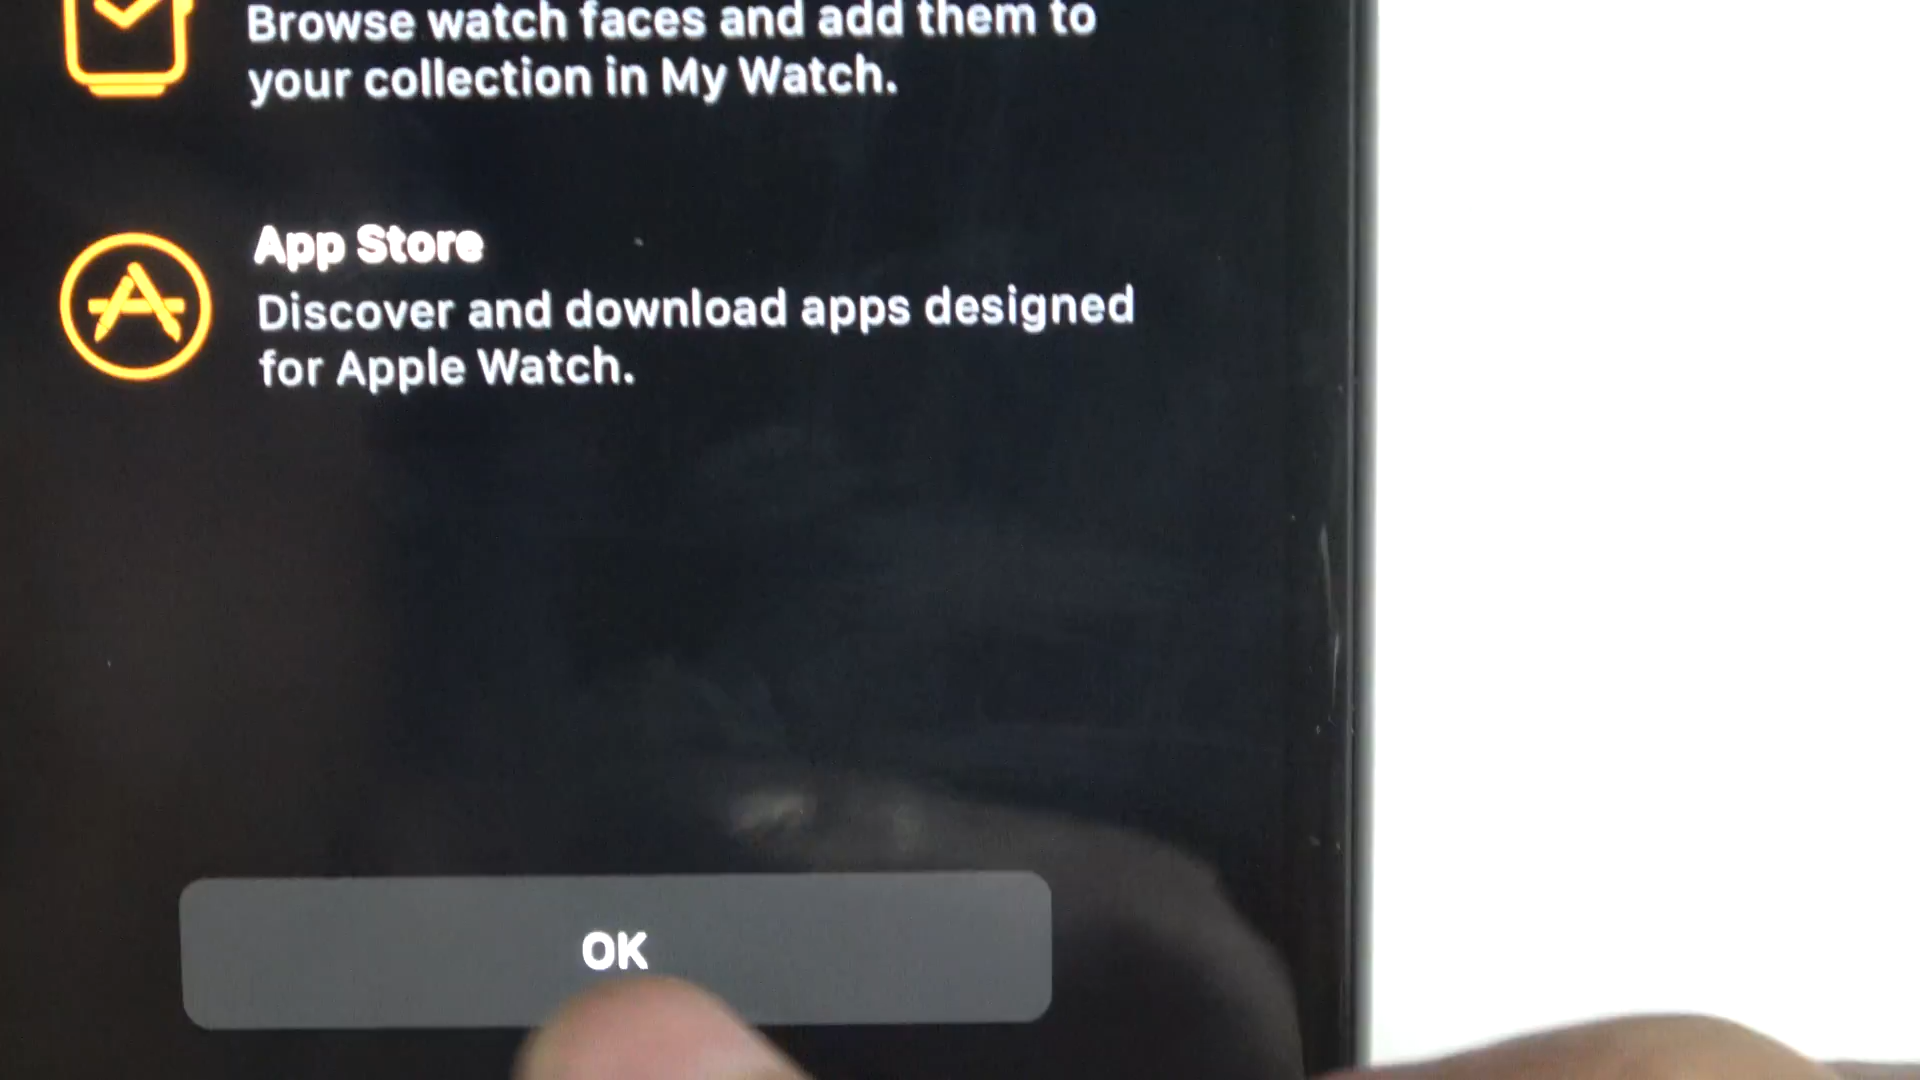 Browse watch faces and add them to
your collection in My Watch.
App Store
Discover and download apps designed
for Apple Watch.
OK